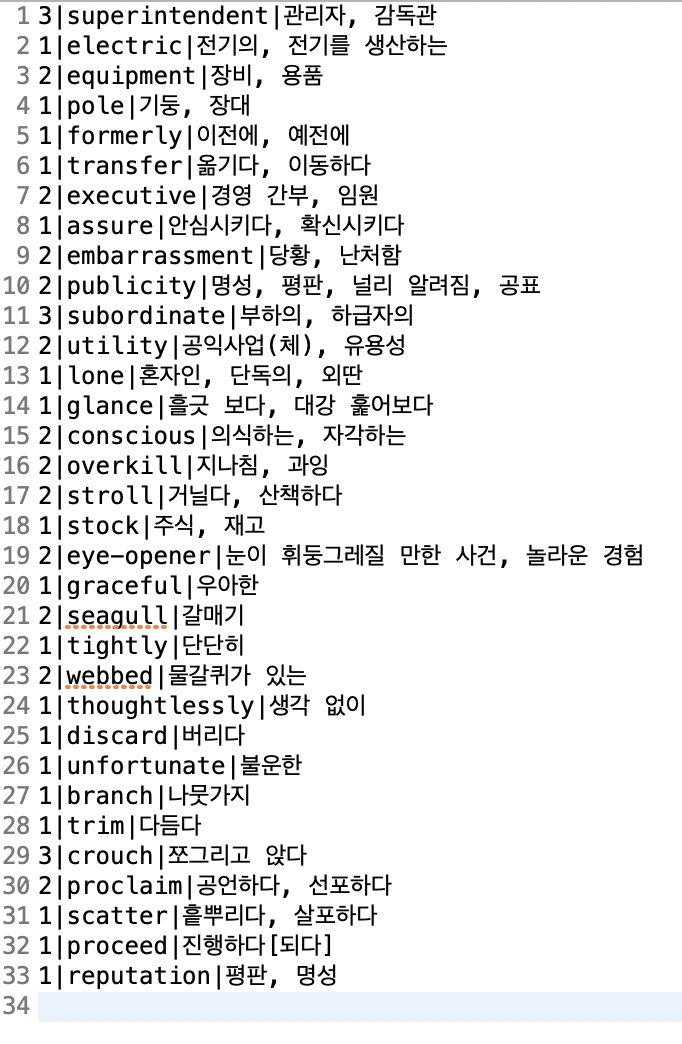 1 3|superintendent|관리자, 감독관
2 1|electric|전기의, 전기를 생산하는
3 2|equipment|장비, 용품
4 1|pole|기둥, 장대
5 1|formerly|이전에, 예전에
6 1|transfer|옮기다, 이동하다
7 2|executive|경영 간부, 임원
8 1|assure|안심시키다, 확신시키다
9 2|embarrassment|당황, 난처함
10 2|publicity|명성, 평판, 널리 알려짐, 공표
11 3|subordinate|부하의, 하급자의
12 2|utility|공익사업(체), 유용성
13 1|lone|혼자인, 단독의, 외딴
14 1|glance|흘긋 보다, 대강 훑어보다
15 2|conscious|의식하는, 자각하는
16 2|overkill|지나침, 과잉
17 2|stroll|거닐다, 산책하다
18 1|stock|주식, 재고
19 2|eye-opener|눈이 휘둥그레질 만한 사건, 놀라운 경험
20 1|graceful|우아한
21 2|seagull|갈매기
22 1|tightly|단단히
23 2|webbed|물갈퀴가 있는
24 1|thoughtlessly|생각 없이
25 1|discard|버리다
26 1|unfortunate|불운한
27 1|branch|나뭇가지
28 1|trim|다듬다
29 3|crouch|쪼그리고 앉다
30 2|proclaim|공언하다, 선포하다
31 1|scatter|흩뿌리다, 살포하다
32 1|proceed|진행하다[되다]
33 1|reputation|평판, 명성
34